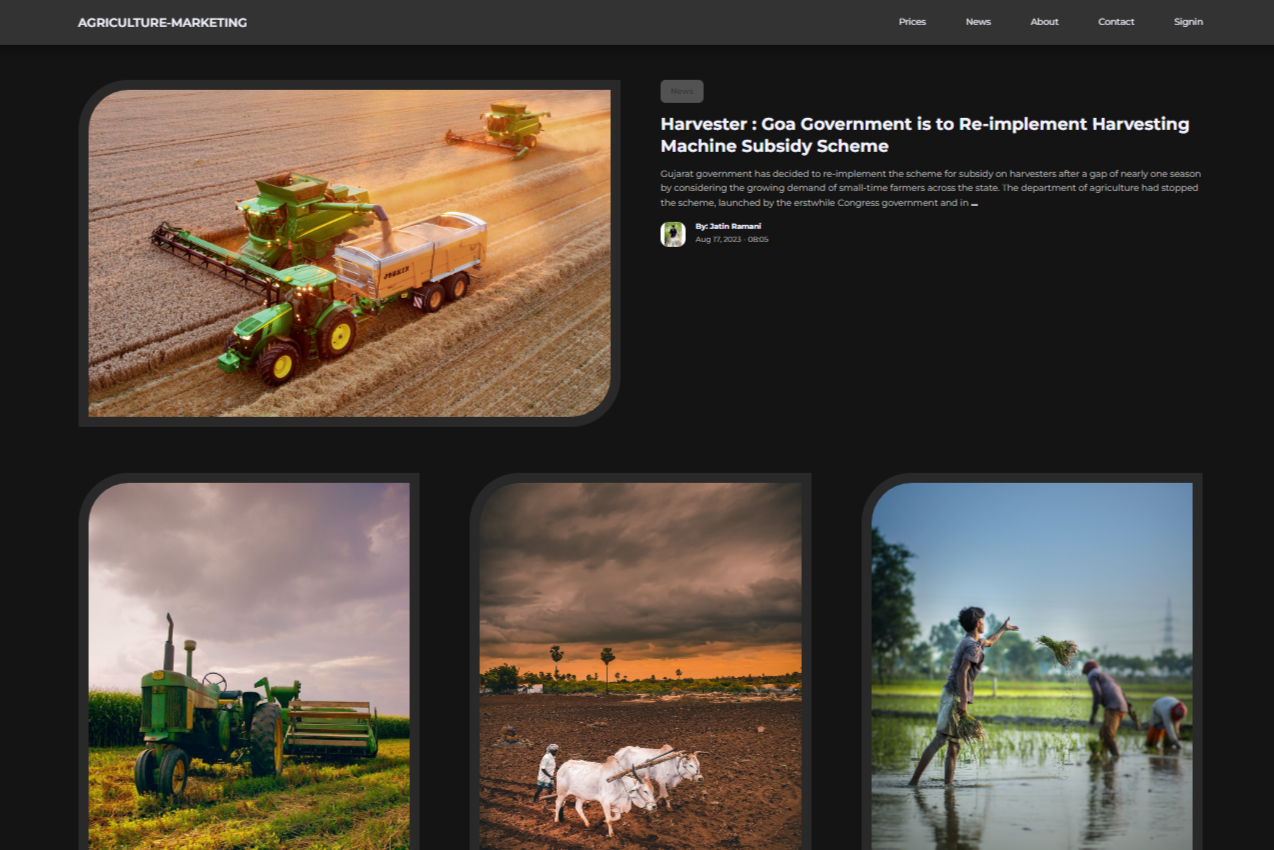 AGRICULTURE-MARKETING
Prices News About Contact Signin
News
Harvester : Goa Government is to Re-implement Harvesting
Machine Subsidy Scheme
Gujarat government has decided to re-implement the scheme for subsidy on harvesters after a gap of nearly one season
by considering the growing demand of small-time farmers across the state. The department of agriculture had stopped
the scheme, launched by the erstwhile Congress government and in ...
By: Jatin Ramani
Aug 17, 2023 · 08:05